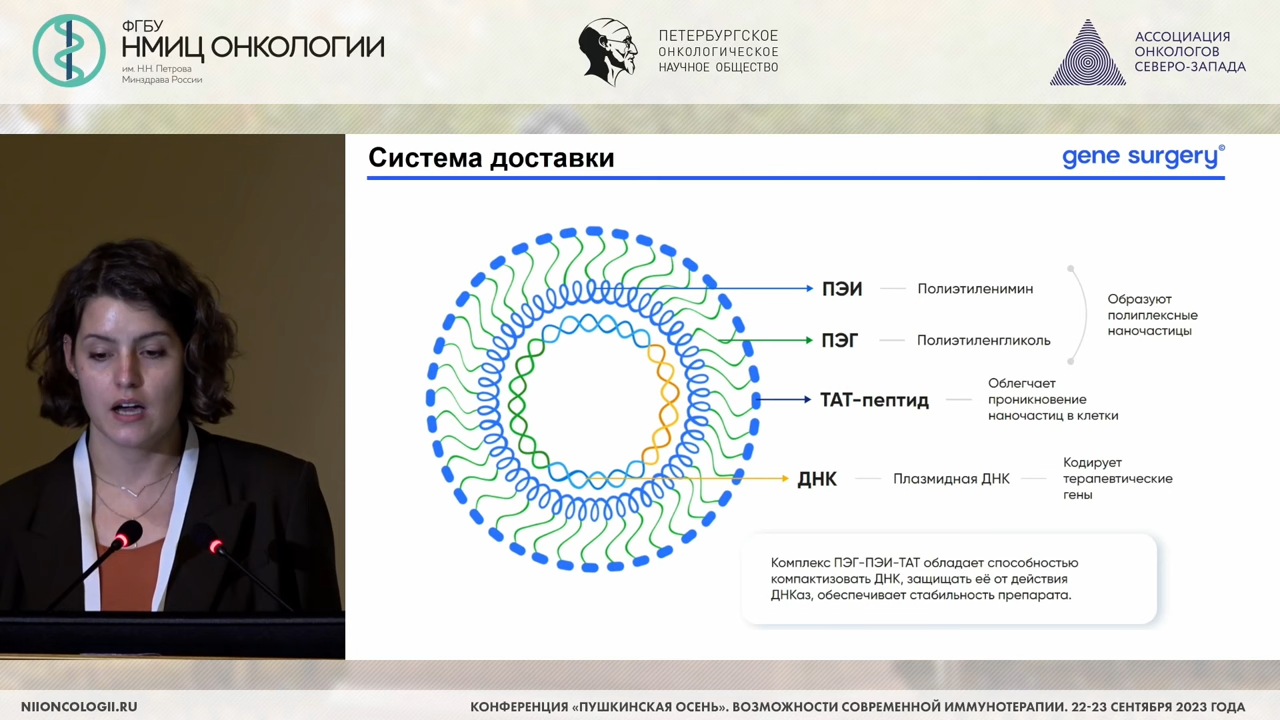 ФГБУ
НМИЦ ОНКОЛОГИИ
им. Н.Н. Петрова
Минздрава России
ПЕТЕРБУРГСКОЕ
ОНКОЛОГИЧЕСКОЕ
НАУЧНОЕ ОБЩЕСТВО
АССОЦИАЦИЯ
ОНКОЛОГОВ
СЕВЕРО-ЗАПАДА
Система доставки
gene surgery©
ПЭИ
Полиэтиленимин
ПЭГ
Полиэтиленгликоль
Образуют
полиплексные
наночастицы
ТАТ-пептид
Облегчает
проникновение
наночастиц в клетки
ДНК
Плазмидная ДНК
Кодирует
терапевтические
гены
Комплекс ПЭГ-ПЭИ-ТАТ обладает способностью
компактизовать ДНК, защищать её от действия
ДНКаз, обеспечивает стабильность препарата.
NIIONCOLOGII.RU
КОНФЕРЕНЦИЯ «ПУШКИНСКАЯ ОСЕНЬ». ВОЗМОЖНОСТИ СОВРЕМЕННОЙ ИММУНОТЕРАПИИ. 22-23 СЕНТЯБРЯ 2023 ГОДА